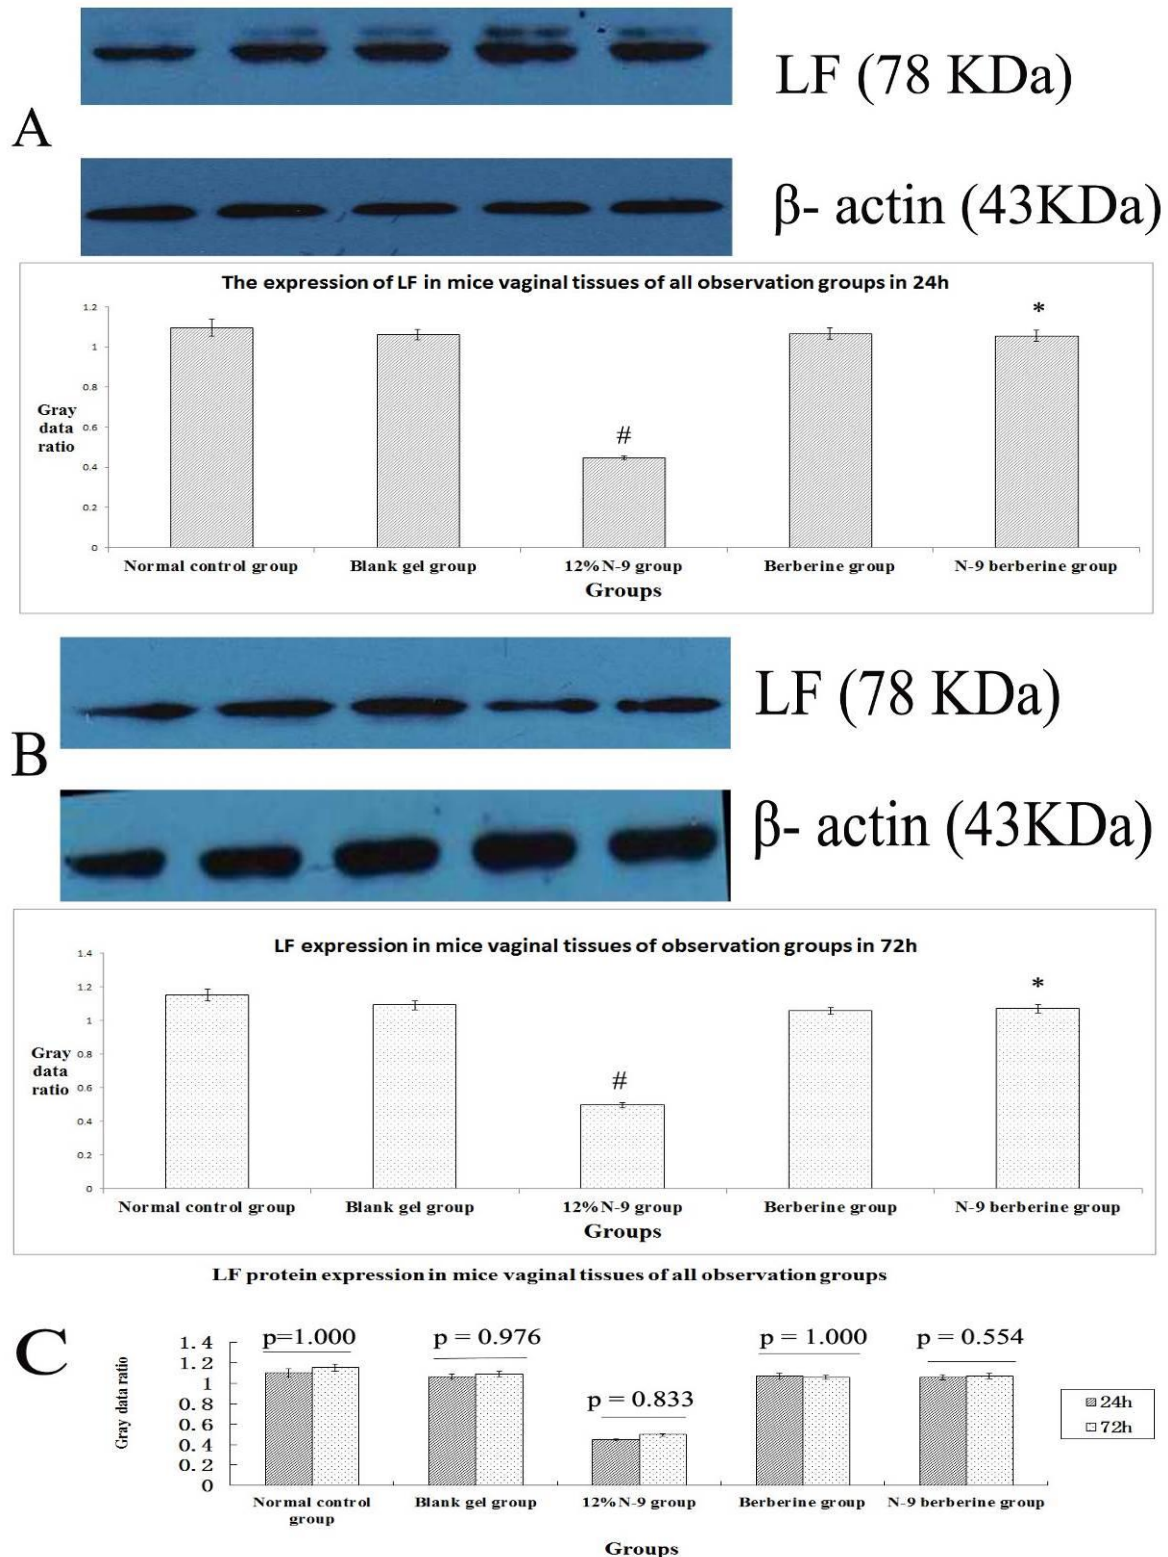 LF (78 KDa)
A
β- actin (43KDa)
The expression of LF in mice vaginal tissues of all observation groups in 24h
1.2
1
0.8
0.6
0.4
0.2
0
Gray
data
ratio
#
*
Normal control group Blank gel group 12% N-9 group Berberine group N-9 berberine group
Groups
LF (78 KDa)
B
β- actin (43KDa)
LF expression in mice vaginal tissues of observation groups in 72h
1.4
1.2
1
0.8
0.6
0.4
0.2
0
Gray
data
ratio
#
*
Normal control group Blank gel group 12% N-9 group Berberine group N-9 berberine group
Groups
LF protein expression in mice vaginal tissues of all observation groups
C
Gray data ratio
1.4
1.2
1
0.8
0.6
0.4
0.2
0
p=1.000
p = 0.976
p = 0.833
p = 1.000
p = 0.554
24h
72h
Normal control
group
Blank gel group
12% N-9 group
Berberine group
N-9 berberine group
Groups